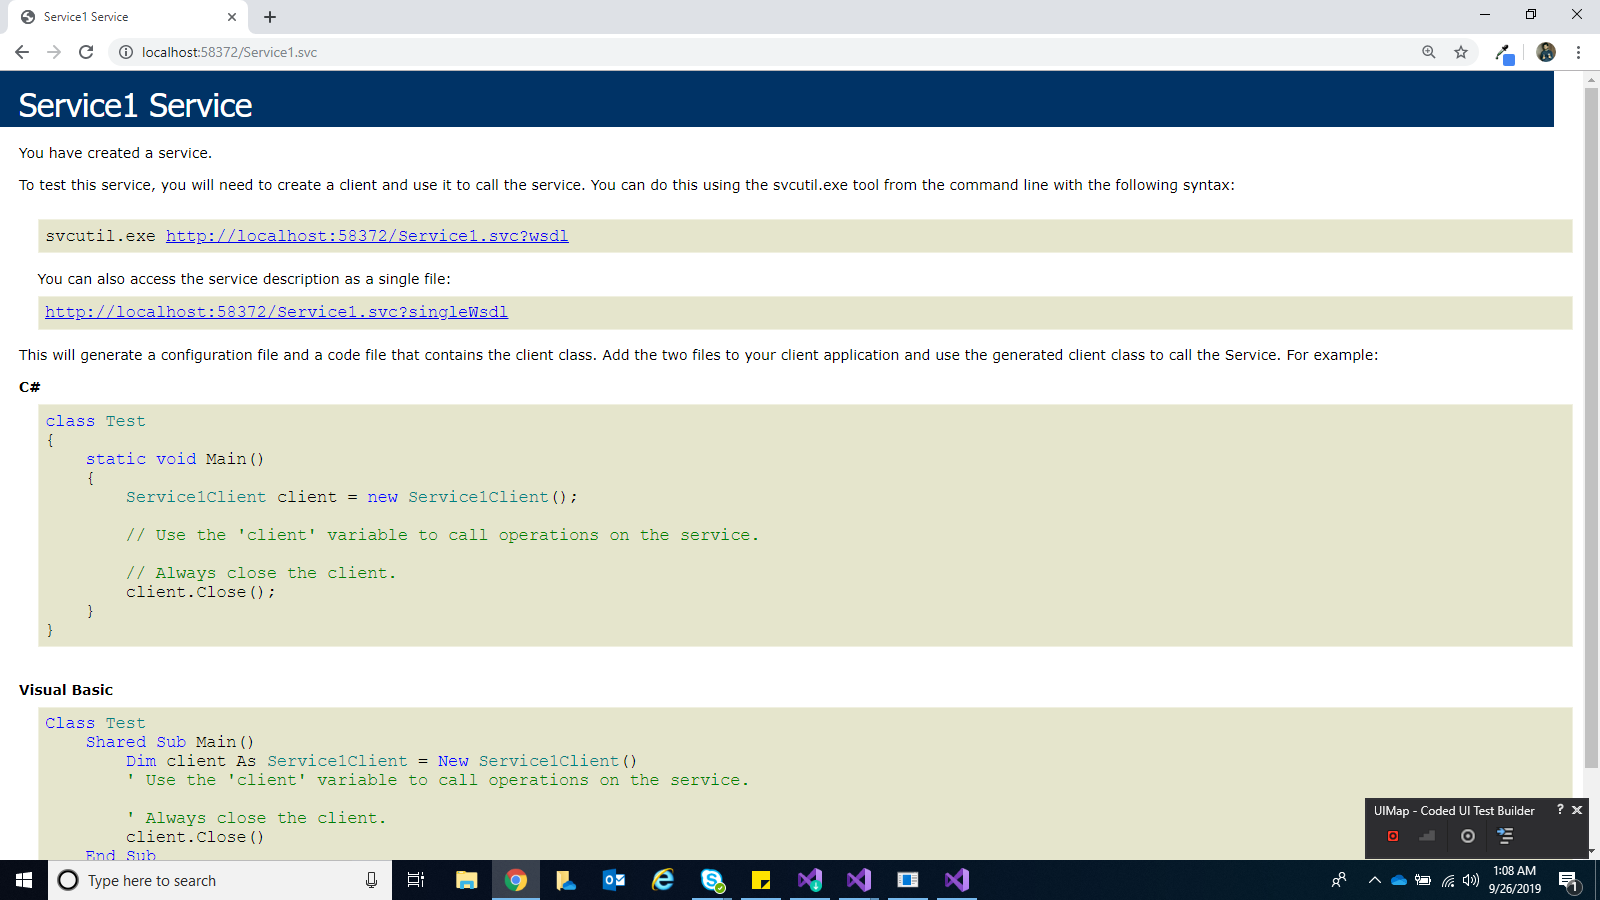 Service1 Service
localhost:58372/Service1.svc
Service1 Service
You have created a service.
To test this service, you will need to create a client and use it to call the service. You can do this using the svcutil.exe tool from the command line with the following syntax:
svcutil.exe http://localhost:58372/Service1.svc?wsdl
You can also access the service description as a single file:
http://localhost:58372/Service1.svc?singleWsdl
This will generate a configuration file and a code file that contains the client class. Add the two files to your client application and use the generated client class to call the Service. For example:
C#
class Test
{
static void Main()
{
Service1Client client = new Service1Client();
// Use the 'client' variable to call operations on the service.
// Always close the client.
client.Close();
}
}
Visual Basic
Class Test
Shared Sub Main()
Dim client As Service1Client = New Service1Client()
' Use the 'client' variable to call operations on the service.
' Always close the client.
client.Close()
End Sub
UIMap - Coded UI Test Builder ?
Type here to search
1:08 AM
9/26/2019
1